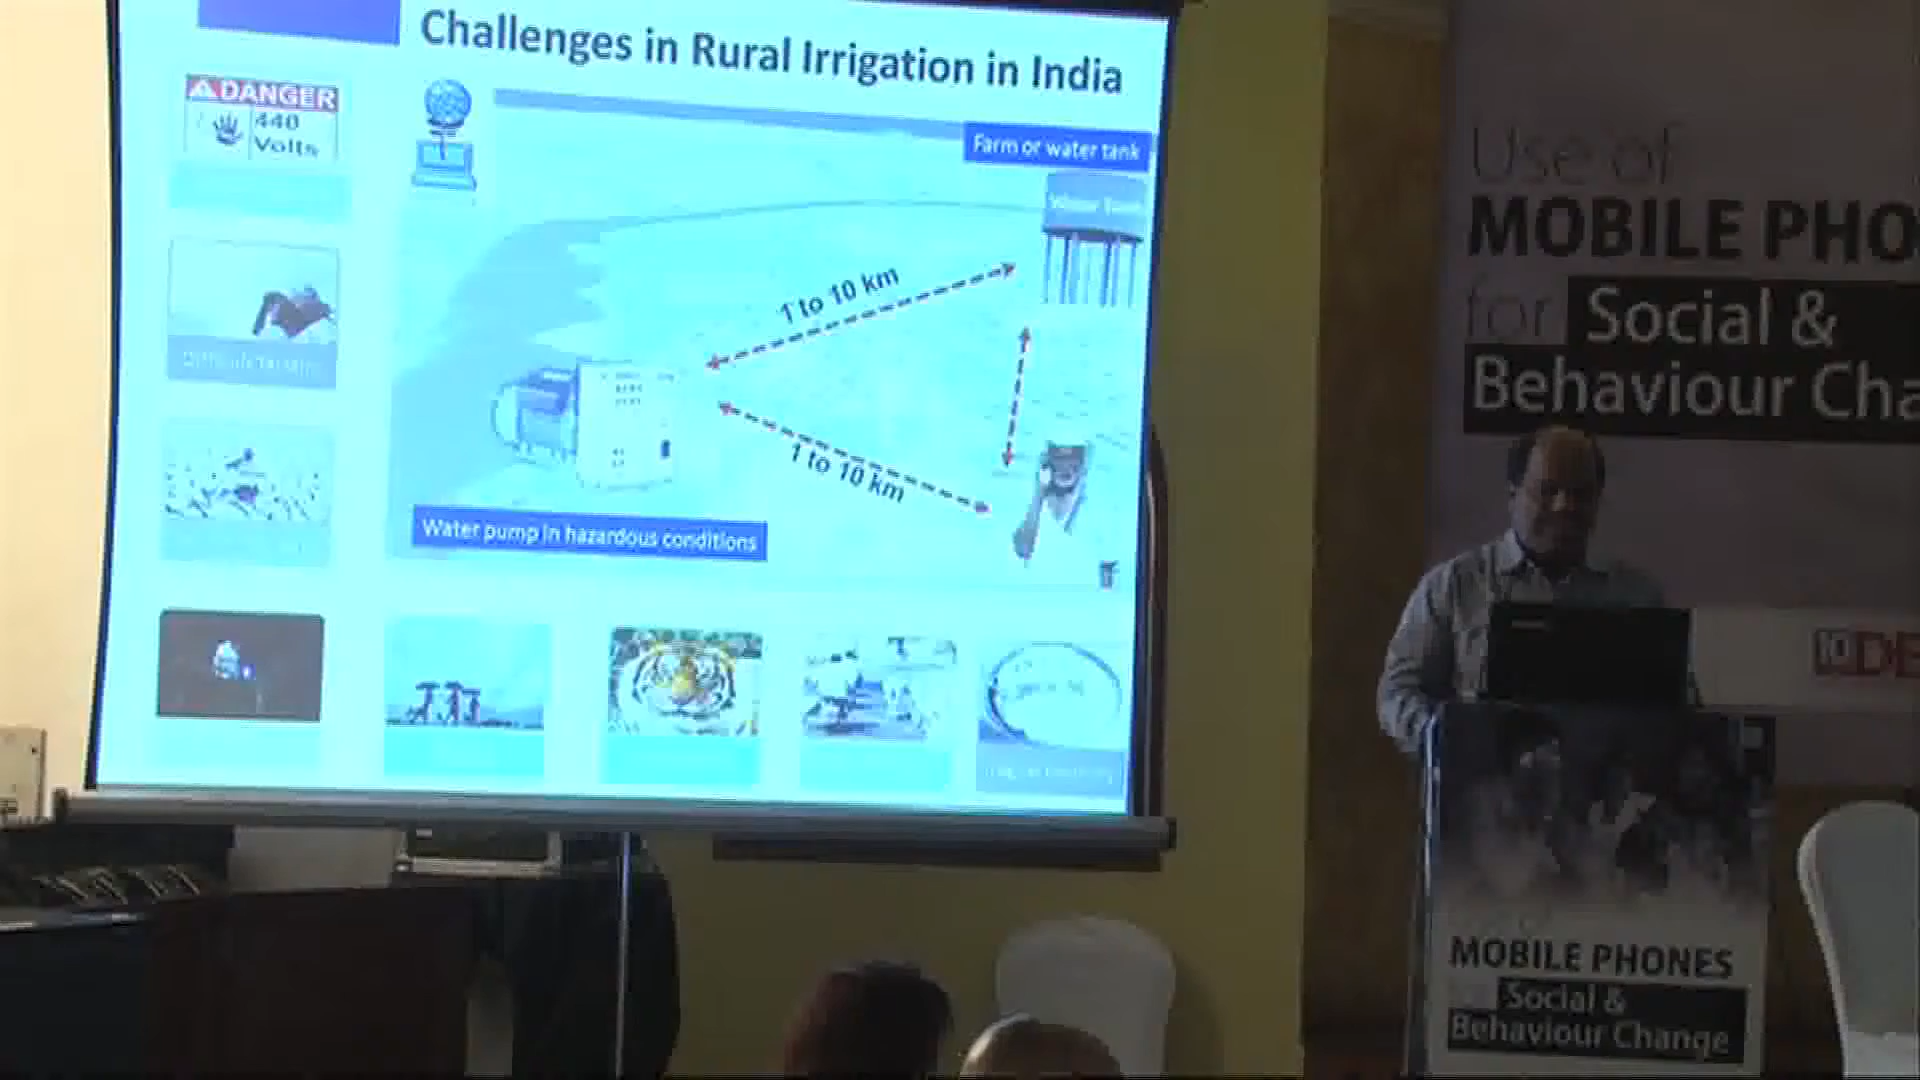 Challenges in Rural Irrigation in India
DANGER
440
Volts
Farm or water tank
Water Tank
1 to 10 km
1 to 10 km
Water pump in hazardous conditions
Use of
MOBILE PHO
for Social &
Behaviour Cha
MOBILE PHONES
Social &
Behaviour Change